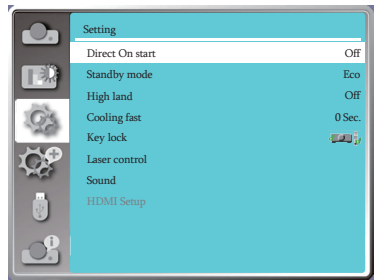 Setting
Direct On start Off
Standby mode Eco
High land Off
Cooling fast 0 Sec.
Key lock
Laser control
Sound
HDMI Setup